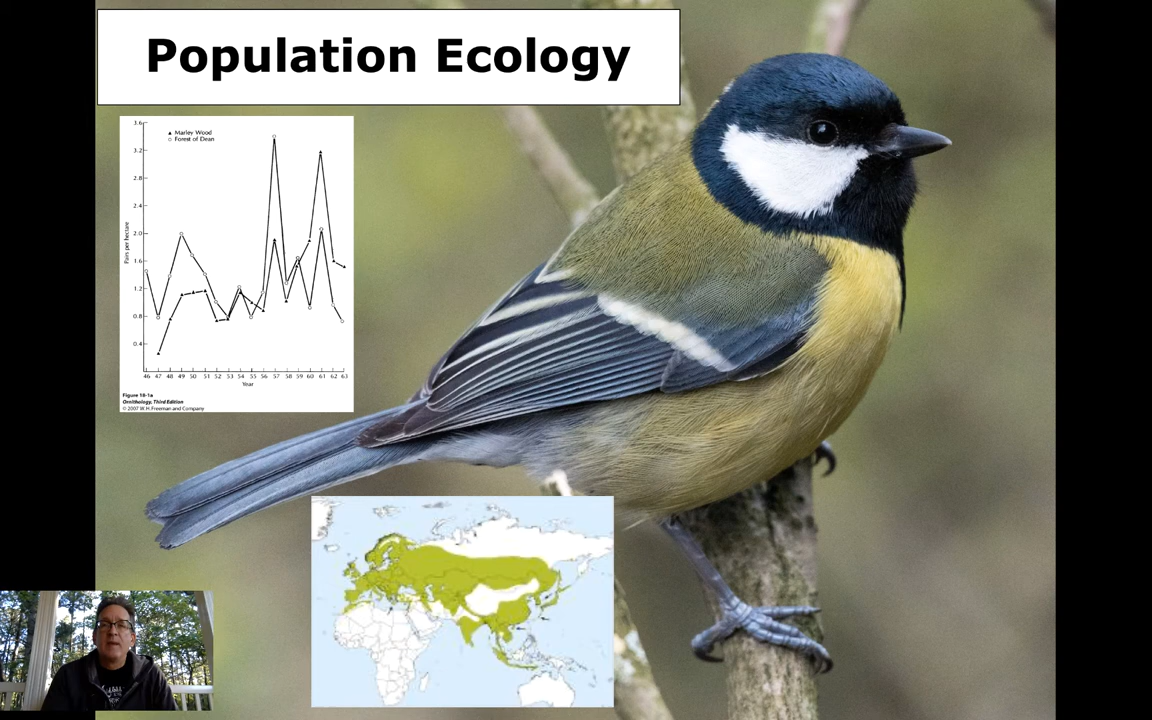 Population Ecology
▲ Marley Wood
○ Forest of Dean
Pairs per hectare
3.6
3.2
2.8
2.4
2.0
1.6
1.2
0.8
0.4
46 47 48 49 50 51 52 53 54 55 56 57 58 59 60 61 62 63
Year
Figure 18-1a
Ornithology, Third Edition
© 2007 W.H. Freeman and Company